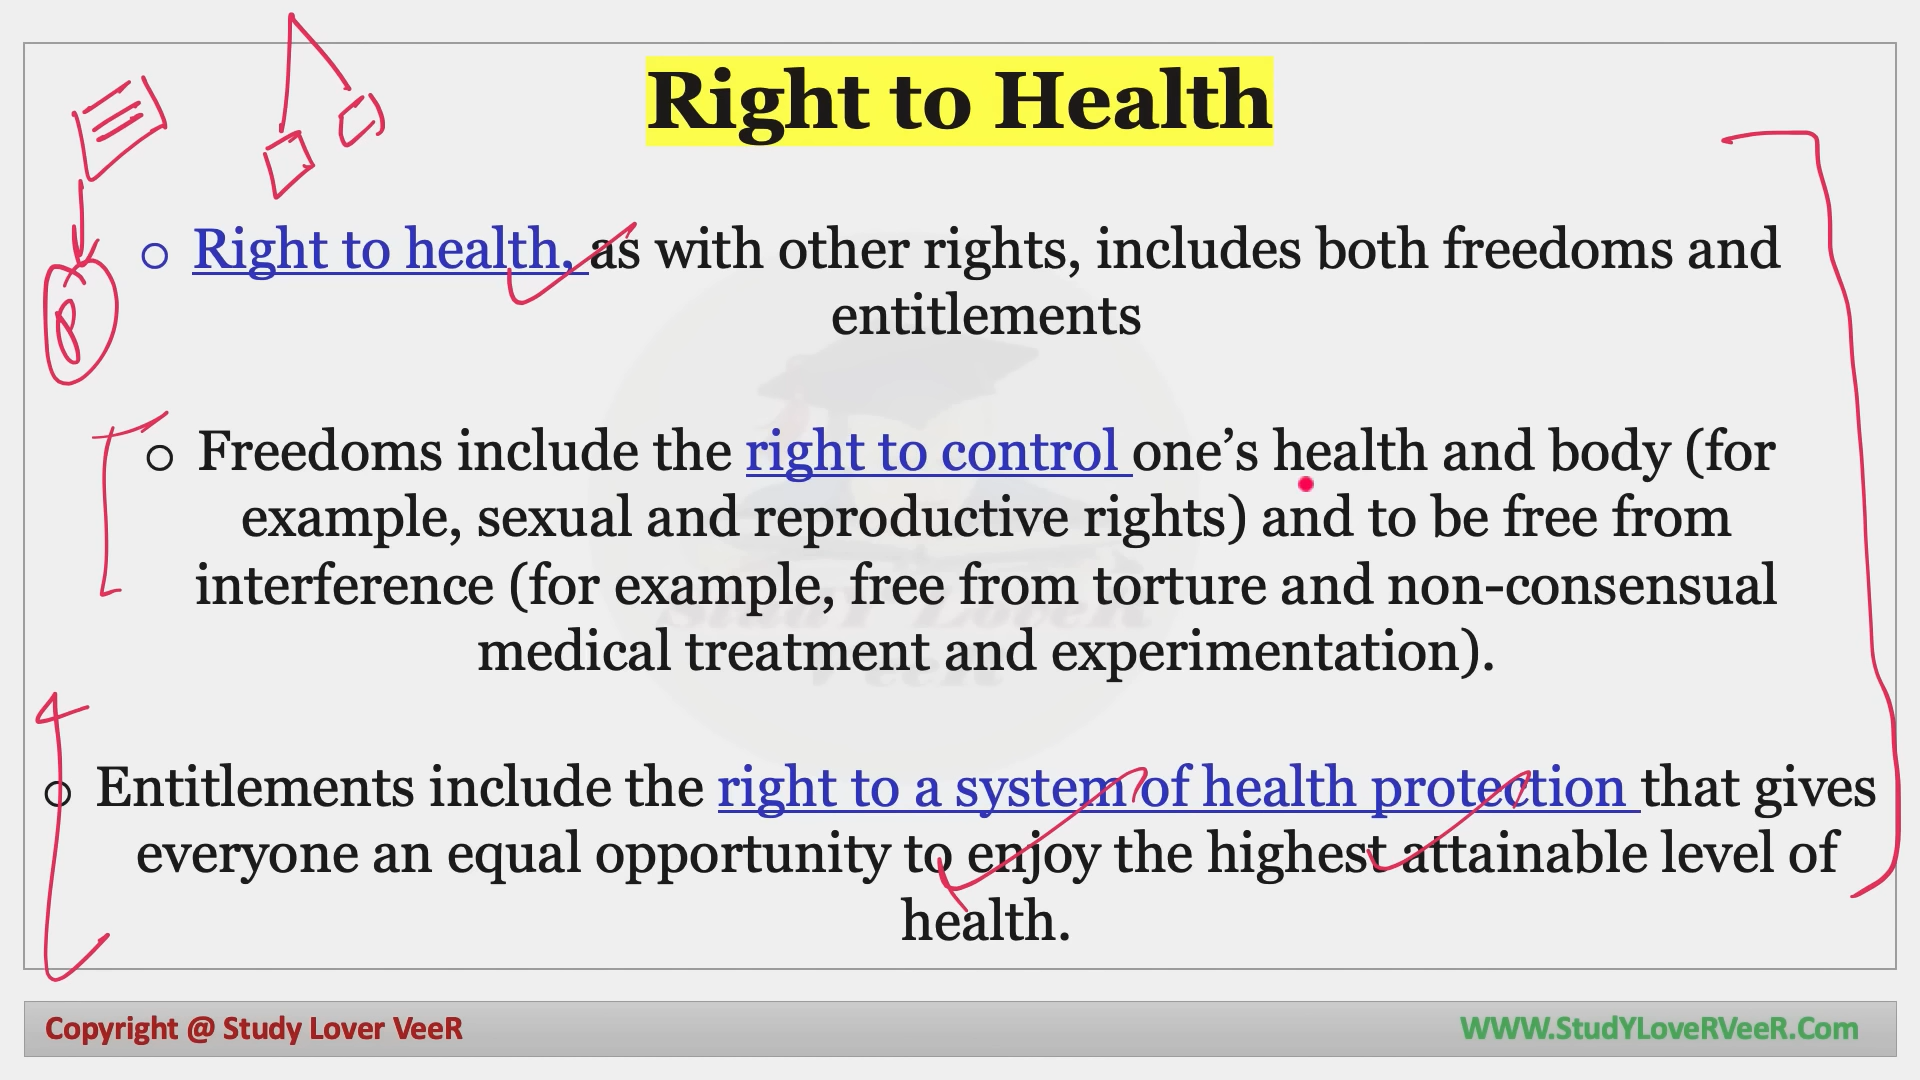 Right to Health
Right to health, as with other rights, includes both freedoms and
entitlements
Freedoms include the right to control one’s health and body (for
example, sexual and reproductive rights) and to be free from
interference (for example, free from torture and non-consensual
medical treatment and experimentation).
Entitlements include the right to a system of health protection that gives
everyone an equal opportunity to enjoy the highest attainable level of
health.
StudY LoveR
VeeR
Copyright @ Study Lover VeeR
WWW.StudYLoveRVeeR.Com